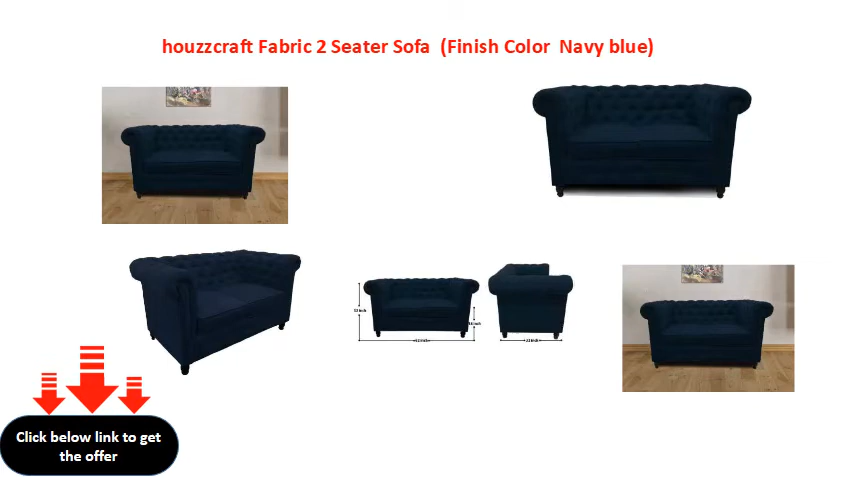 houzzcraft Fabric 2 Seater Sofa  (Finish Color  Navy blue)
Click below link to get
the offer